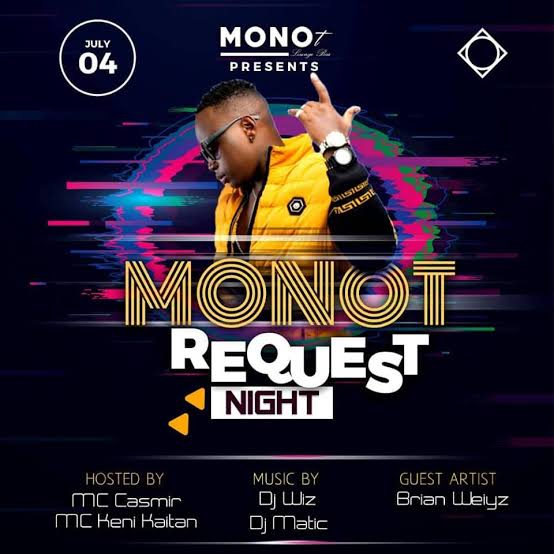 JULY
04
MONOt
Lounge Bar
PRESENTS
MONOT
REQUEST
NIGHT
HOSTED BY
MC Casmir
MC Keni Kaitan
MUSIC BY
Dj Wiz
Dj Matic
GUEST ARTIST
Brian Weiyz